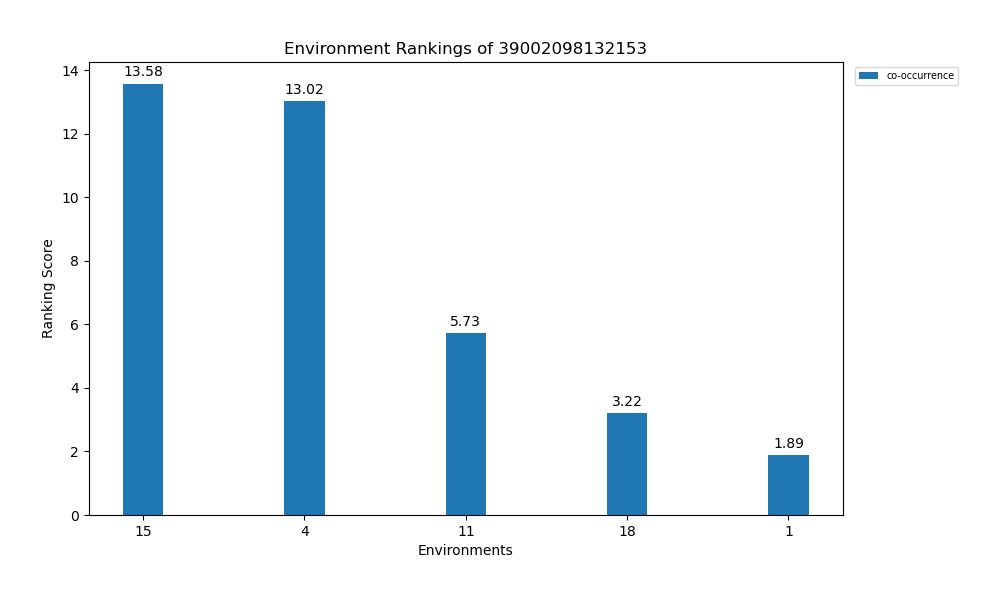 Environment Rankings of 39002098132153
co-occurrence
Ranking Score
14
12
10
8
6
4
2
0
13.58
13.02
5.73
3.22
1.89
15 4 11 18 1
Environments